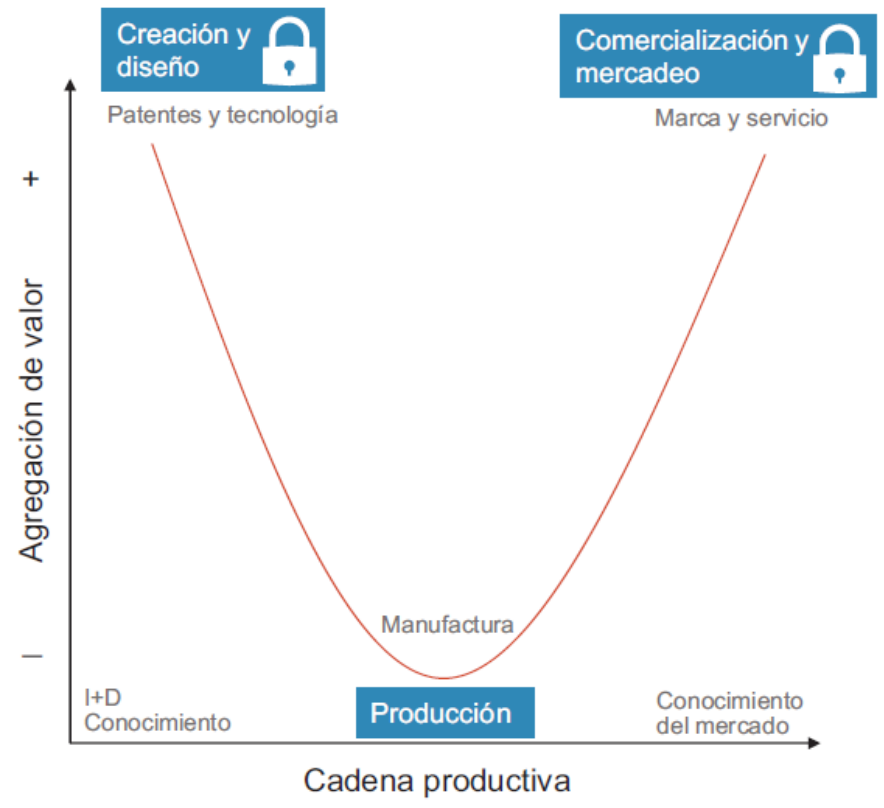 Creación y
diseño
Comercialización y
mercadeo
Patentes y tecnología
Marca y servicio
+
Agregación de valor
–
Manufactura
I+D
Conocimiento
Producción
Conocimiento
del mercado
Cadena productiva